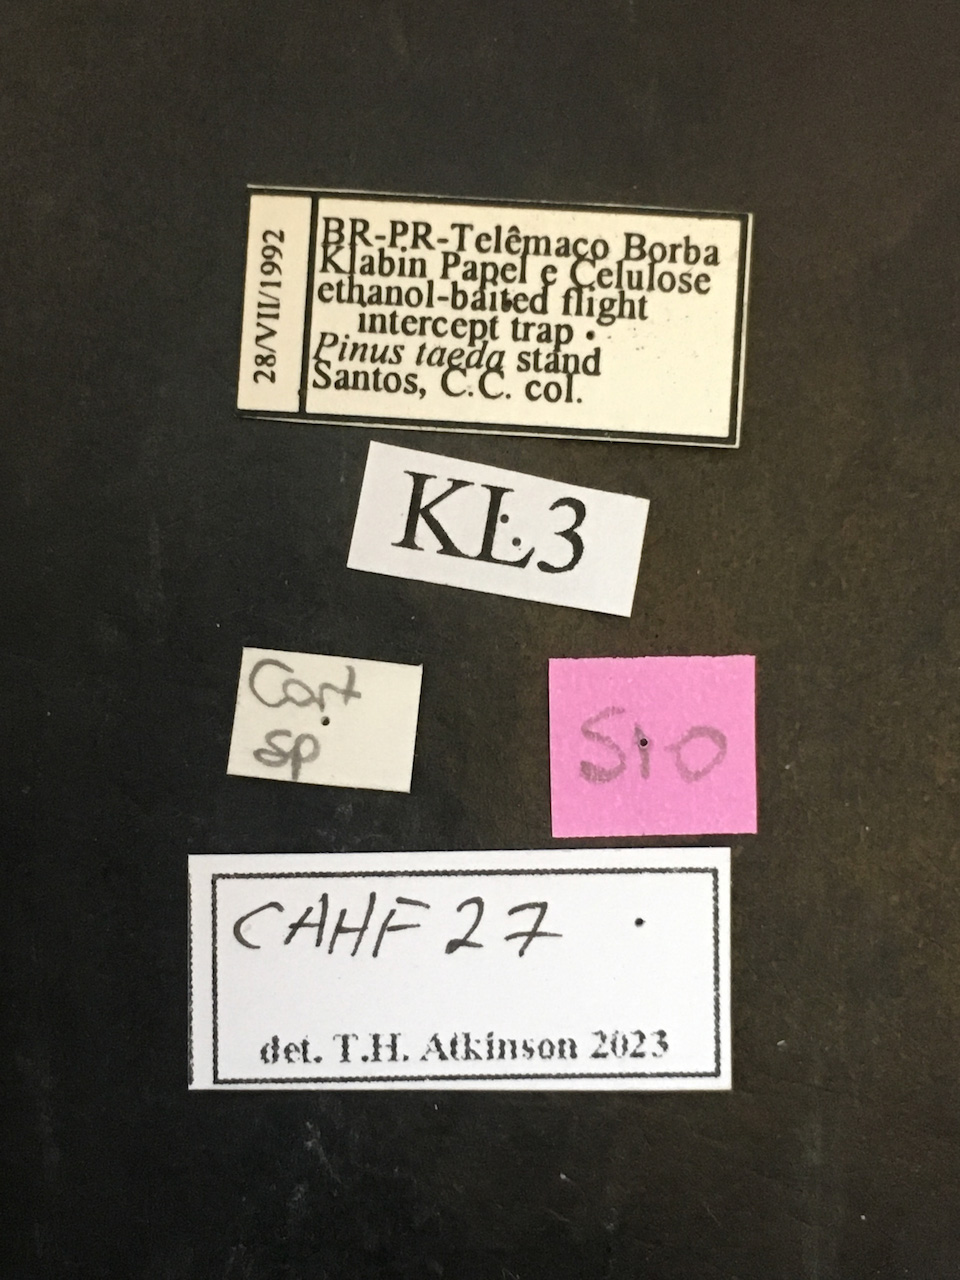 28/VII/1992
BR-PR-Telêmaco Borba
Klabin Papel e Celulose
ethanol-baited flight
intercept trap
Pinus taeda stand
Santos, C.C. col.
KL3
Cort
sp
S10
CAHF 27
det. T.H. Atkinson 2023